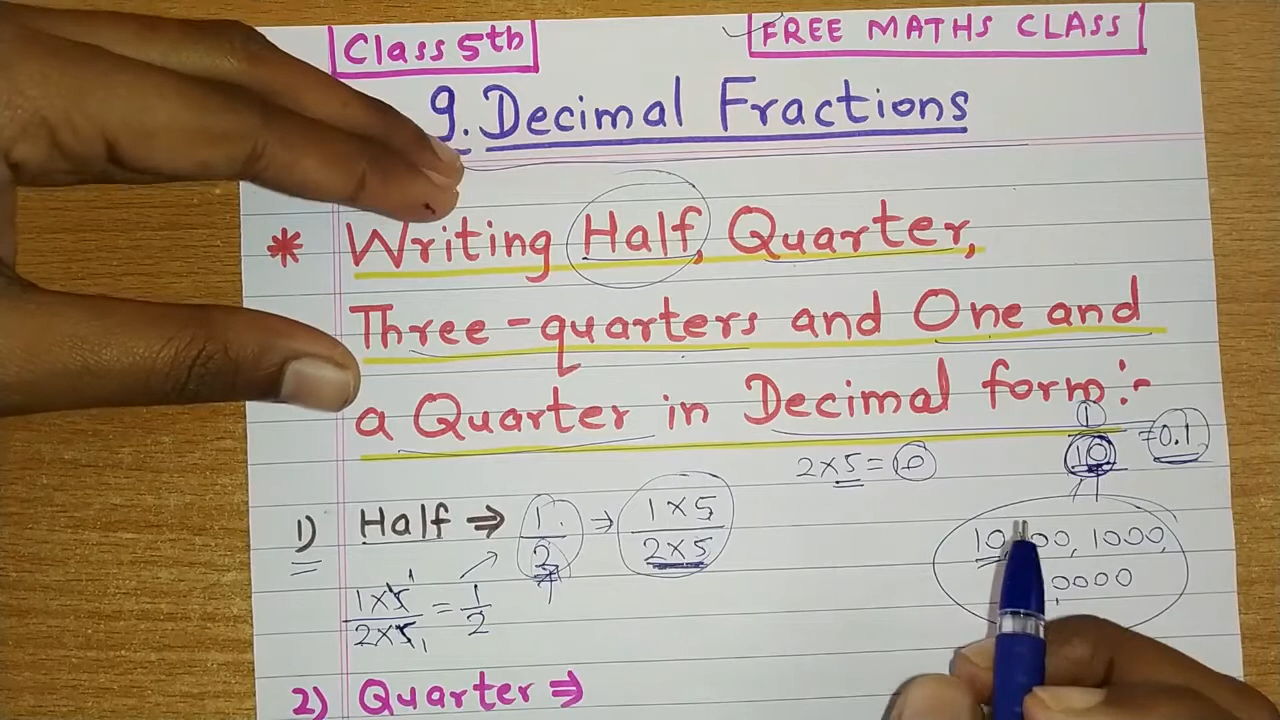 Class 5th
FREE MATHS CLASS
9. Decimal Fractions
* Writing Half, Quarter,
Three-quarters and One and
a Quarter in Decimal form:-
1/10 = 0.1
2×5=10
1) Half ⇒ 1/2 ⇒ 1×5/2×5
1000,
0000
1×5/2×5 = 1/2
2) Quarter ⇒